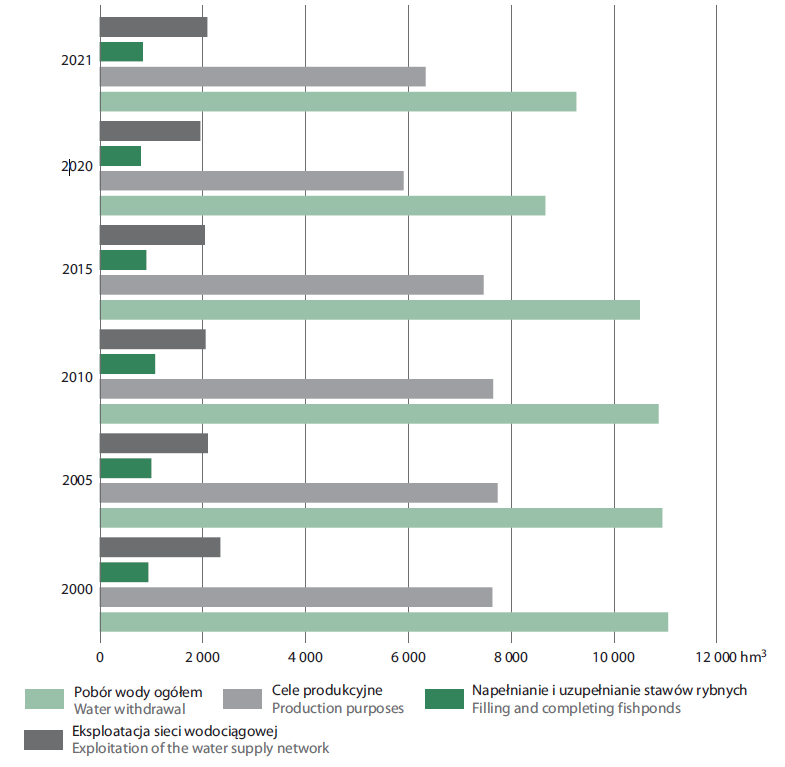 2021
2020
2015
2010
2005
2000
0 2 000 4 000 6 000 8 000 10 000 12 000 hm³
Pobór wody ogółem
Water withdrawal
Cele produkcyjne
Production purposes
Napełnianie i uzupełnianie stawów rybnych
Filling and completing fishponds
Eksploatacja sieci wodociągowej
Exploitation of the water supply network